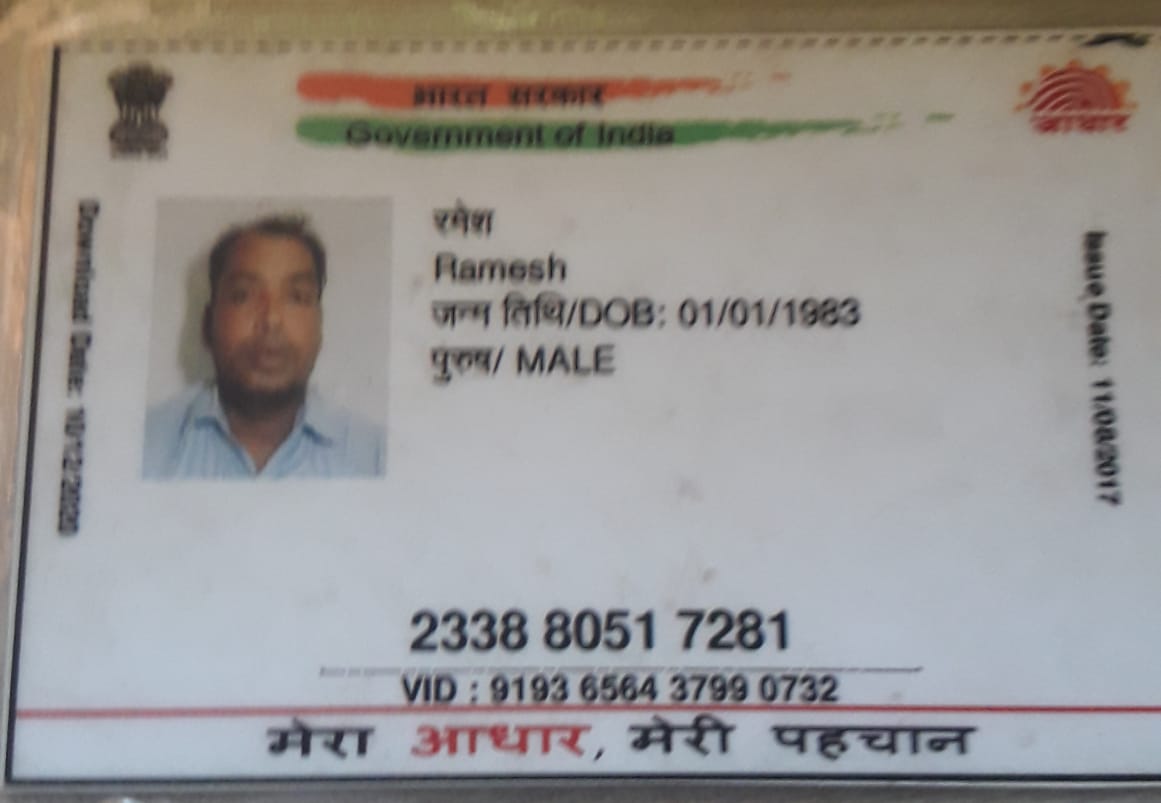 भारत सरकार
Government of India
आधार
रमेश
Ramesh
जन्म तिथि/DOB: 01/01/1983
पुरुष/ MALE
Download Date: 10/12/2020
Issue Date: 11/08/2017
2338 8051 7281
VID : 9193 6564 3799 0732
मेरा आधार, मेरी पहचान